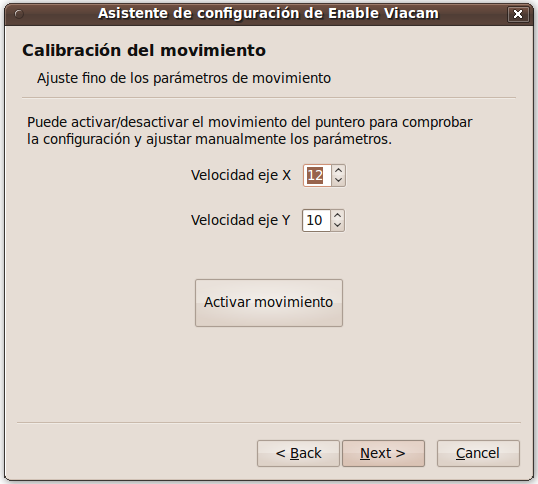 Asistente de configuración de Enable Viacam
Calibración del movimiento
Ajuste fino de los parámetros de movimiento
Puede activar/desactivar el movimiento del puntero para comprobar
la configuración y ajustar manualmente los parámetros.
Velocidad eje X 12
Velocidad eje Y 10
Activar movimiento
< Back Next > Cancel